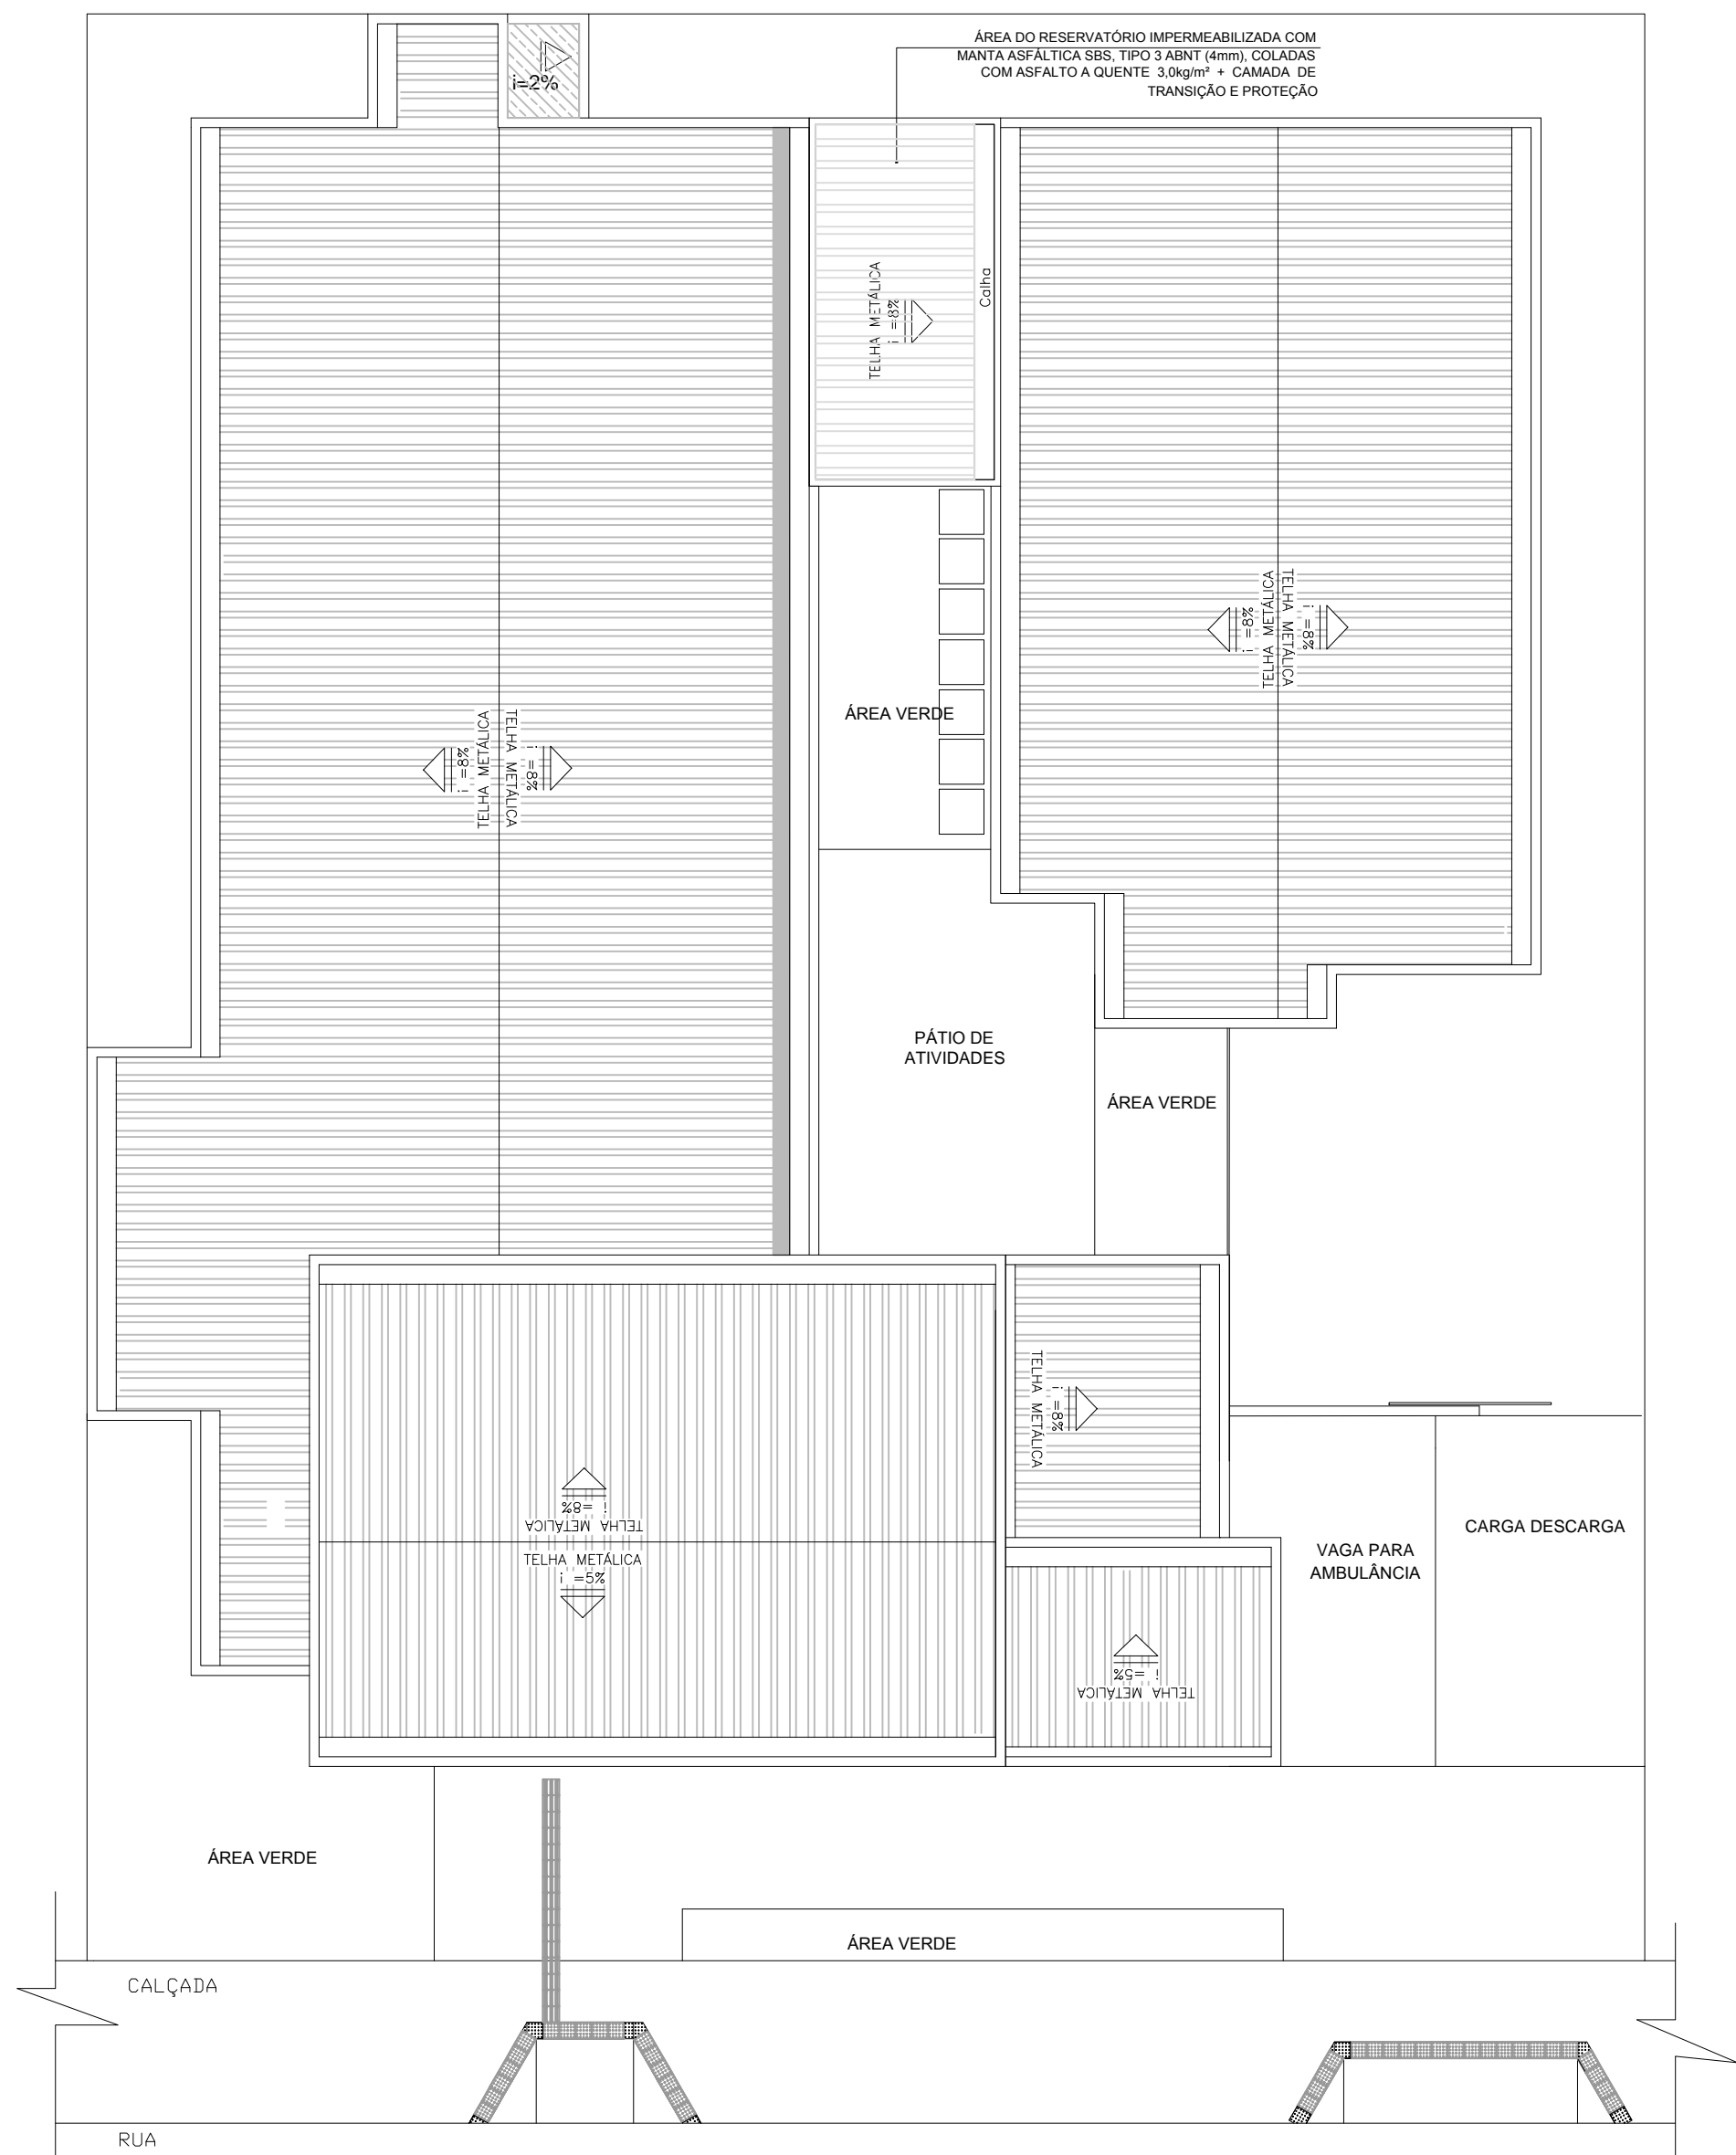 ÁREA DO RESERVATÓRIO IMPERMEABILIZADA COM
MANTA ASFÁLTICA SBS, TIPO 3 ABNT (4mm), COLADAS
COM ASFALTO A QUENTE 3,0kg/m² + CAMADA DE
TRANSIÇÃO E PROTEÇÃO
i=2%
TELHA METÁLICA
i =8%
Calha
TELHA METÁLICA
i =8%
TELHA METÁLICA
i =8%
ÁREA VERDE
TELHA METÁLICA
i =8%
TELHA METÁLICA
i =8%
PÁTIO DE
ATIVIDADES
ÁREA VERDE
TELHA METÁLICA
i =8%
TELHA METÁLICA
i =8%
TELHA METÁLICA
i =5%
CARGA DESCARGA
VAGA PARA
AMBULÂNCIA
TELHA METÁLICA
i =5%
ÁREA VERDE
ÁREA VERDE
CALÇADA
RUA